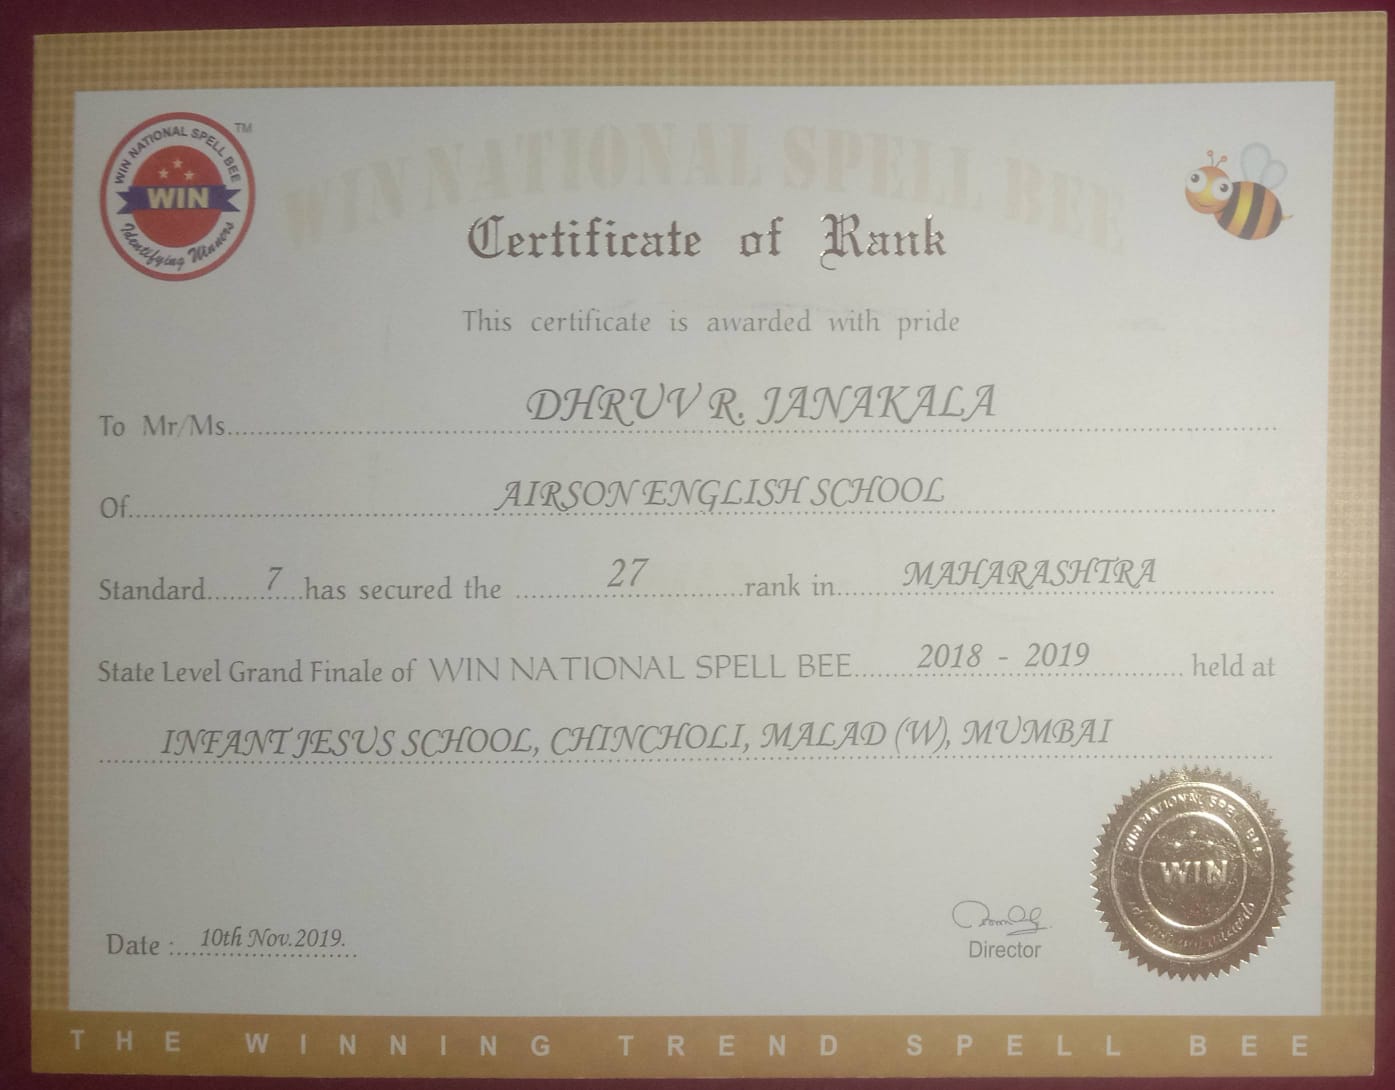 WIN NATIONAL SPELL BEE
WIN
Identifying Winners
TM
WIN NATIONAL SPELL BEE
Certificate of Rank
This certificate is awarded with pride
To Mr/Ms. DHRUV R. JANAKALA
Of AIRSON ENGLISH SCHOOL
Standard 7 has secured the 27 rank in MAHARASHTRA
State Level Grand Finale of WIN NATIONAL SPELL BEE 2018 - 2019 held at
INFANT JESUS SCHOOL, CHINCHOLI, MALAD (W), MUMBAI
WIN NATIONAL SPELL BEE
WIN
Date : 10th Nov.2019.
Director
THE WINNING TREND SPELL BEE